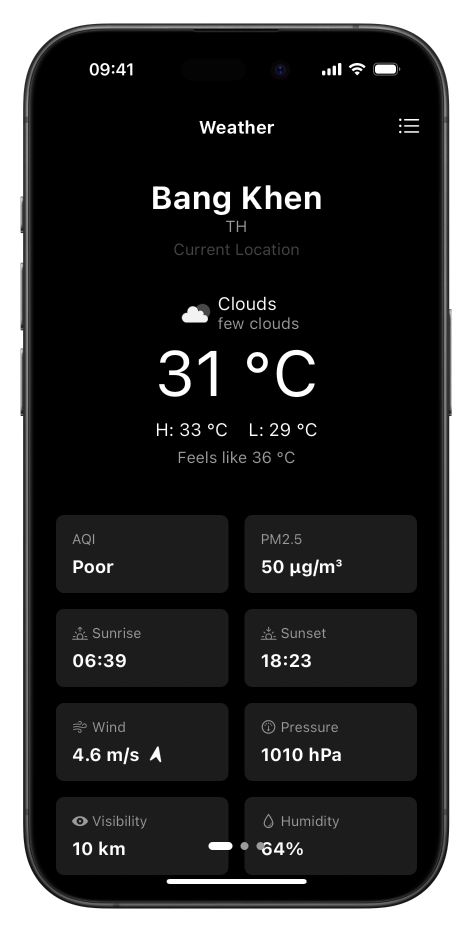 09:41
Weather
Bang Khen
TH
Current Location
Clouds
few clouds
31 °C
H: 33 °C L: 29 °C
Feels like 36 °C
AQI
Poor
PM2.5
50 µg/m³
Sunrise
06:39
Sunset
18:23
Wind
4.6 m/s
Pressure
1010 hPa
Visibility
10 km
Humidity
64%